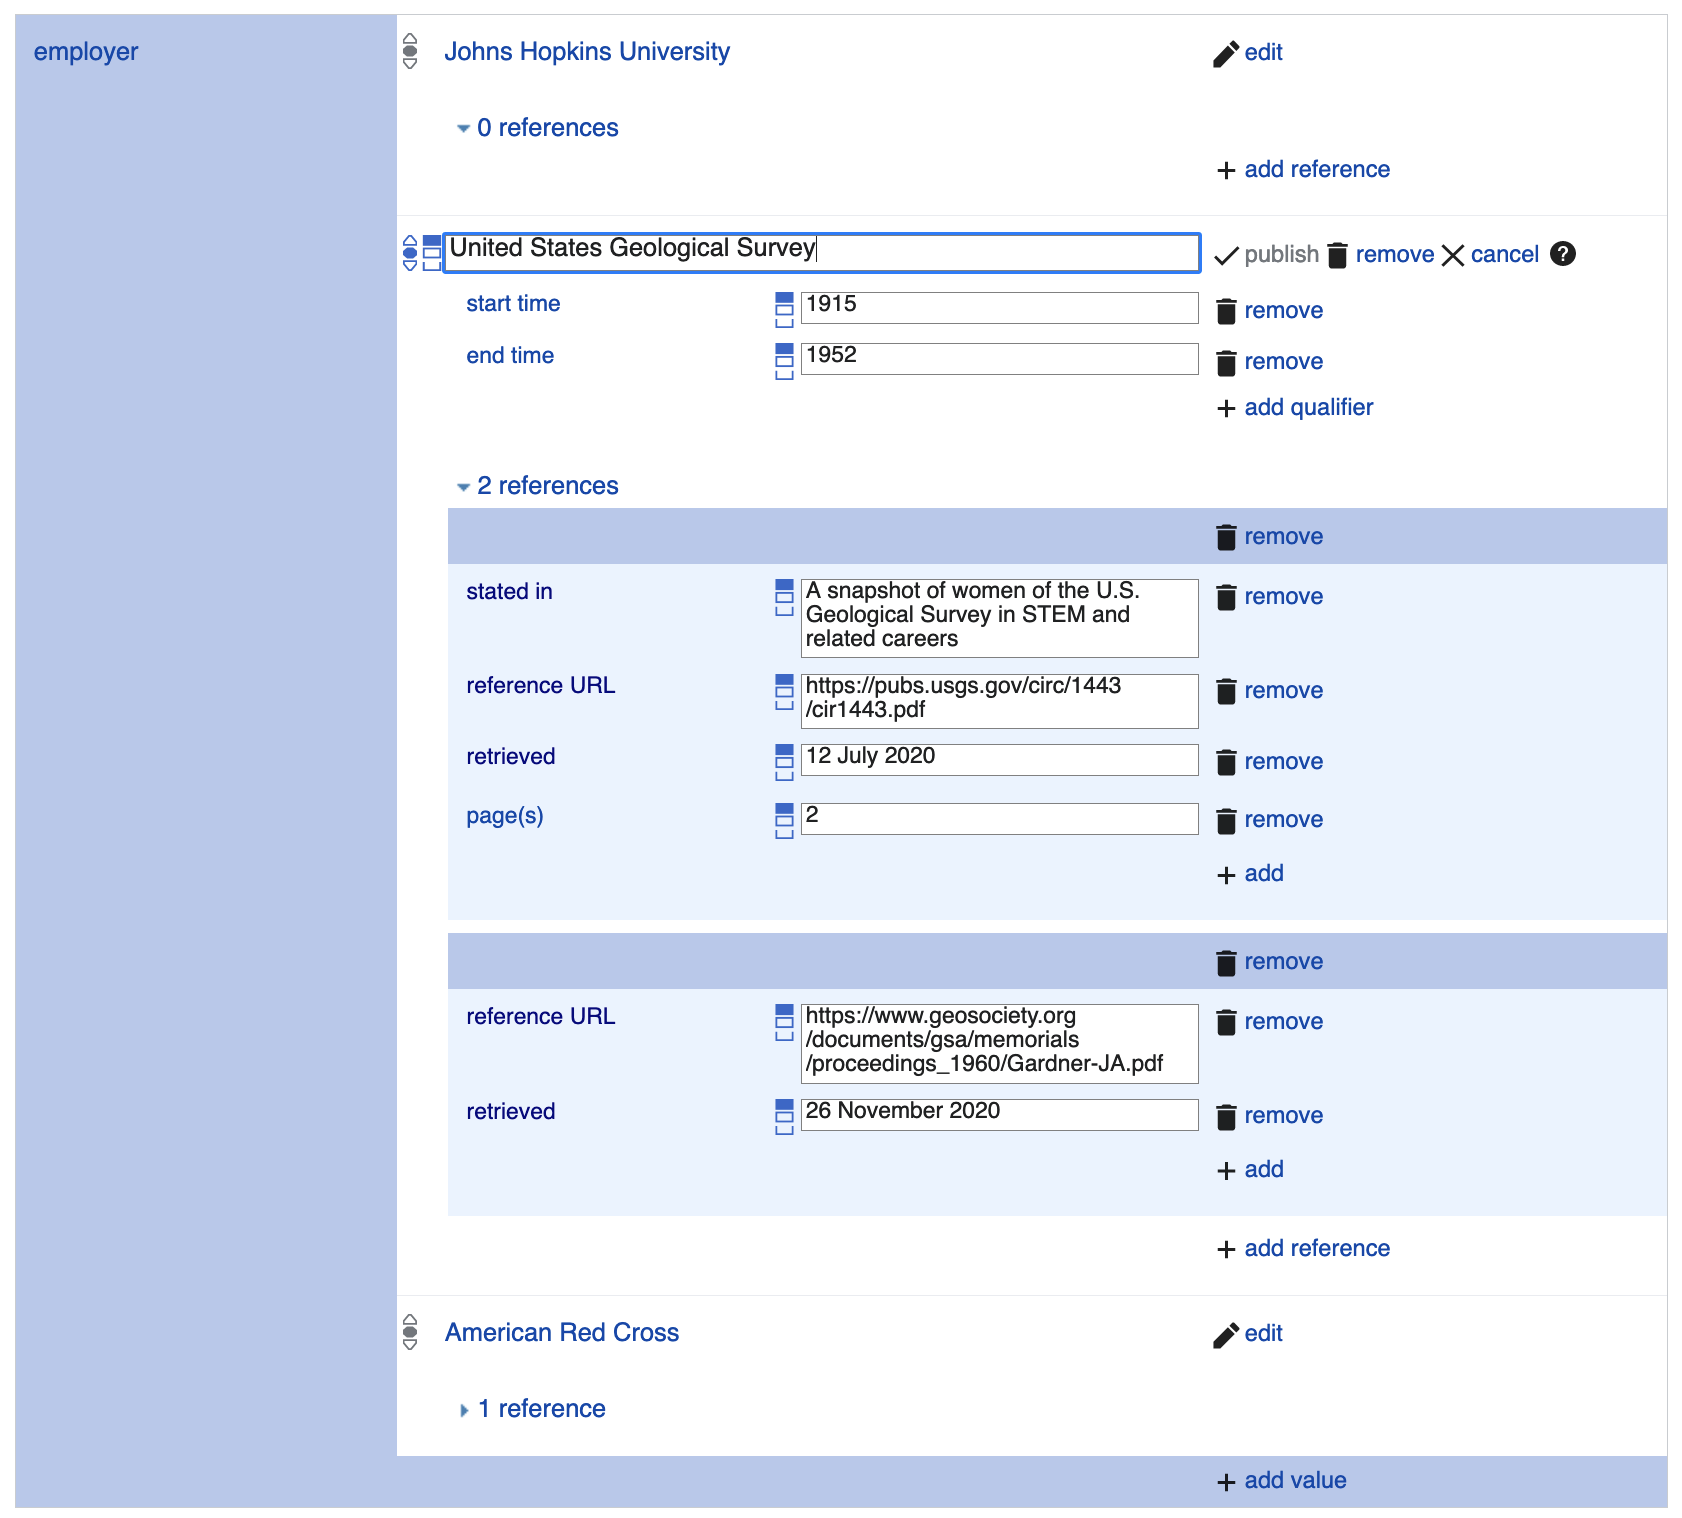 employer
Johns Hopkins University
edit
0 references
add reference
United States Geological Survey
publish remove cancel ?
start time
1915
remove
end time
1952
remove
add qualifier
2 references
remove
stated in
A snapshot of women of the U.S.
Geological Survey in STEM and
related careers
remove
reference URL
https://pubs.usgs.gov/circ/1443
/cir1443.pdf
remove
retrieved
12 July 2020
remove
page(s)
2
remove
add
remove
reference URL
https://www.geosociety.org
/documents/gsa/memorials
/proceedings_1960/Gardner-JA.pdf
remove
retrieved
26 November 2020
remove
add
add reference
American Red Cross
edit
1 reference
add value